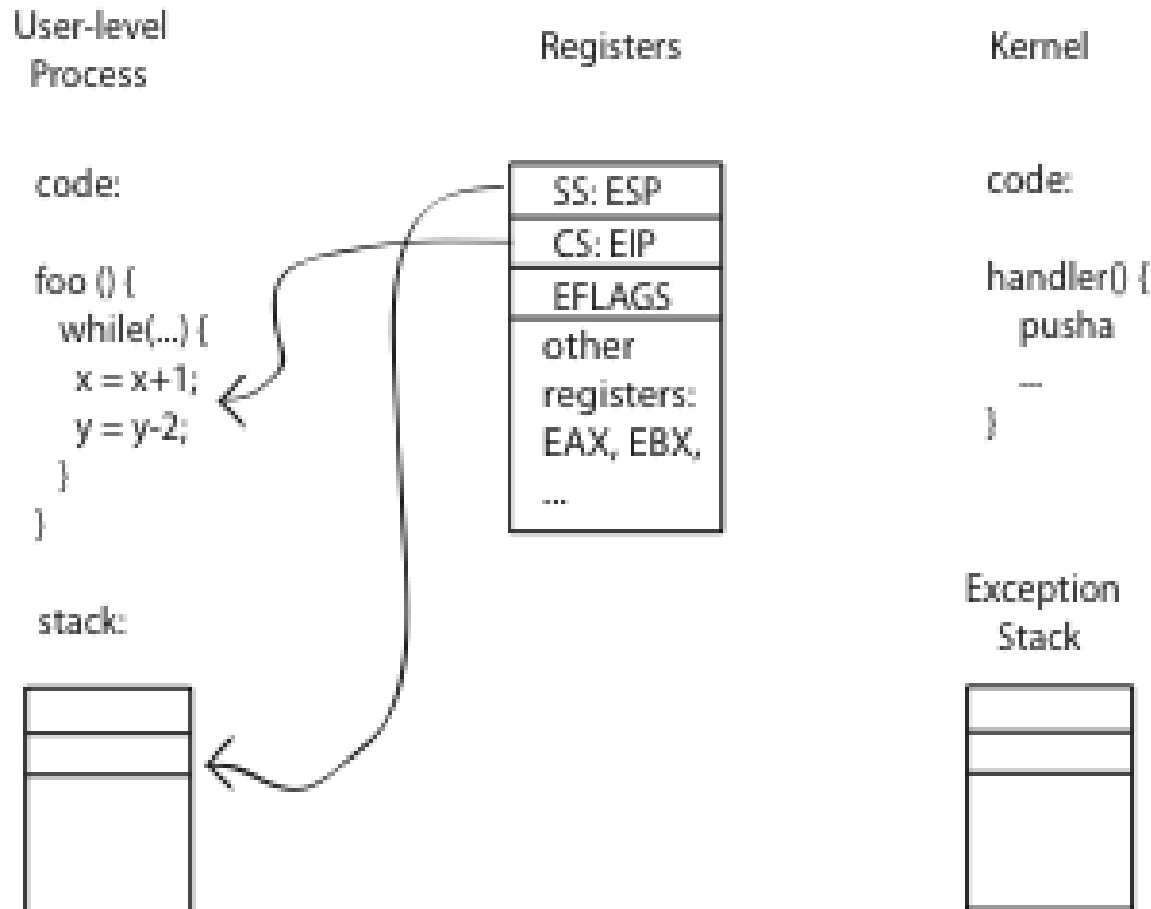 User-level
Process
code:
foo () {
while(...) {
x = x+1;
y = y-2;
}
}
stack:
Registers
SS: ESP
CS: EIP
EFLAGS
other
registers:
EAX, EBX,
...
Kernel
code:
handler() {
pusha
...
}
Exception
Stack